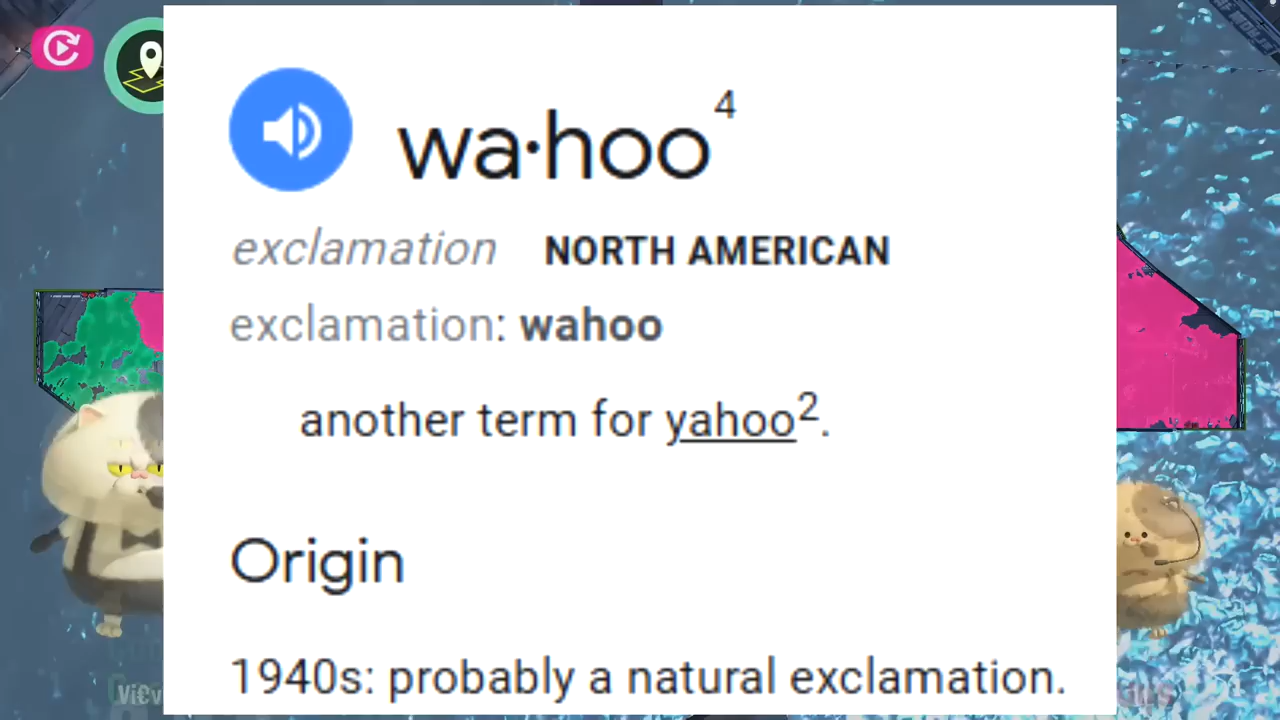 wa·hoo⁴
exclamation NORTH AMERICAN
exclamation: wahoo
another term for yahoo².
Origin
1940s: probably a natural exclamation.